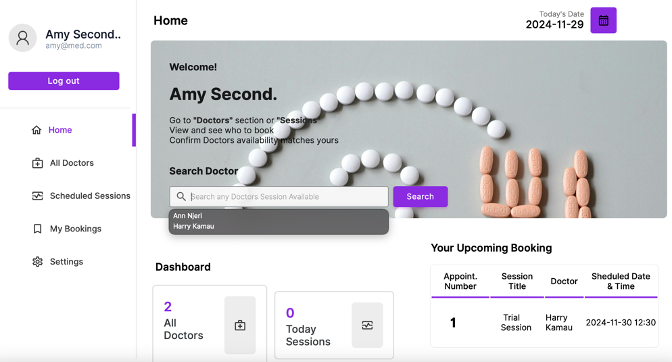 Amy Second..
amy@med.com
Log out
Home
All Doctors
Scheduled Sessions
My Bookings
Settings
Home
Today's Date
2024-11-29
Welcome!
Amy Second.
Go to "Doctors" section or "Sessions"
View and see who to book
Confirm Doctors availability matches yours
Search Doctor
Search any Doctors Session Available
Search
Ann Njeri
Harry Kamau
Dashboard
2
All
Doctors
0
Today
Sessions
Your Upcoming Booking
Appoint. Session Doctor Sheduled Date
Number Title & Time
1 Trial Harry 2024-11-30 12:30
Session Kamau